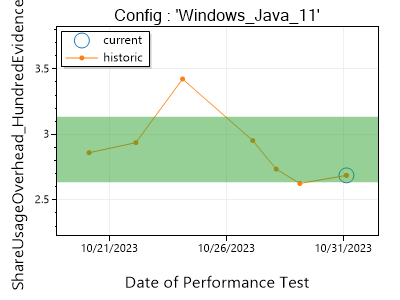 Config : 'Windows_Java_11'
ShareUsageOverhead_HundredEvidence
current
historic
3.5
3
2.5
10/21/2023 10/26/2023 10/31/2023
Date of Performance Test